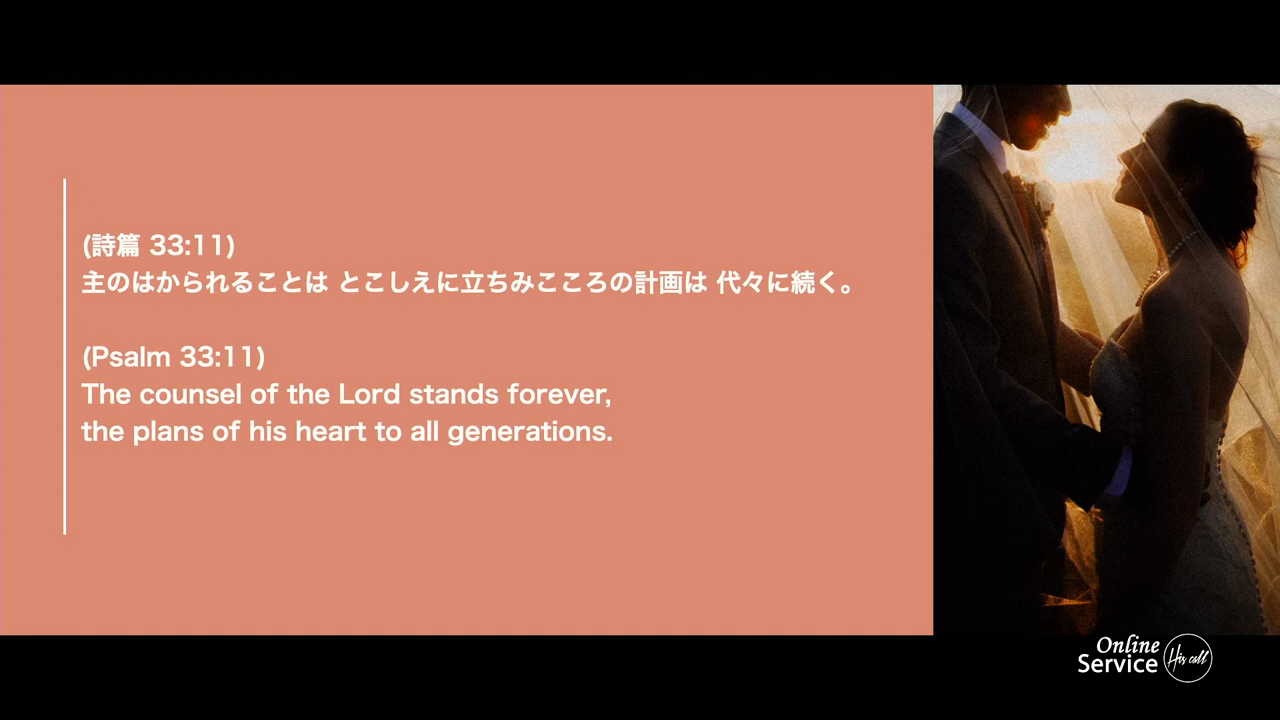 (詩篇 33:11)
主のはかられることは とこしえに立ちみこころの計画は 代々に続く。
(Psalm 33:11)
The counsel of the Lord stands forever,
the plans of his heart to all generations.
Online
Service
His call